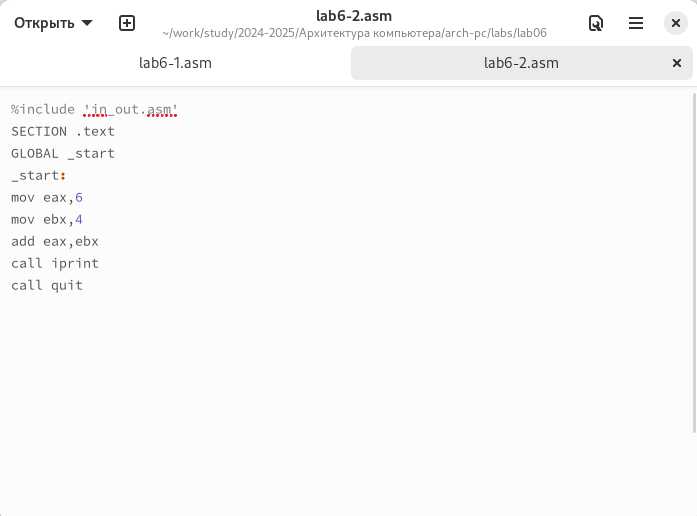 Открыть
lab6-2.asm
~/work/study/2024-2025/Архитектура компьютера/arch-pc/labs/lab06
lab6-1.asm
lab6-2.asm
%include 'in_out.asm'
SECTION .text
GLOBAL _start
_start:
mov eax,6
mov ebx,4
add eax,ebx
call iprint
call quit